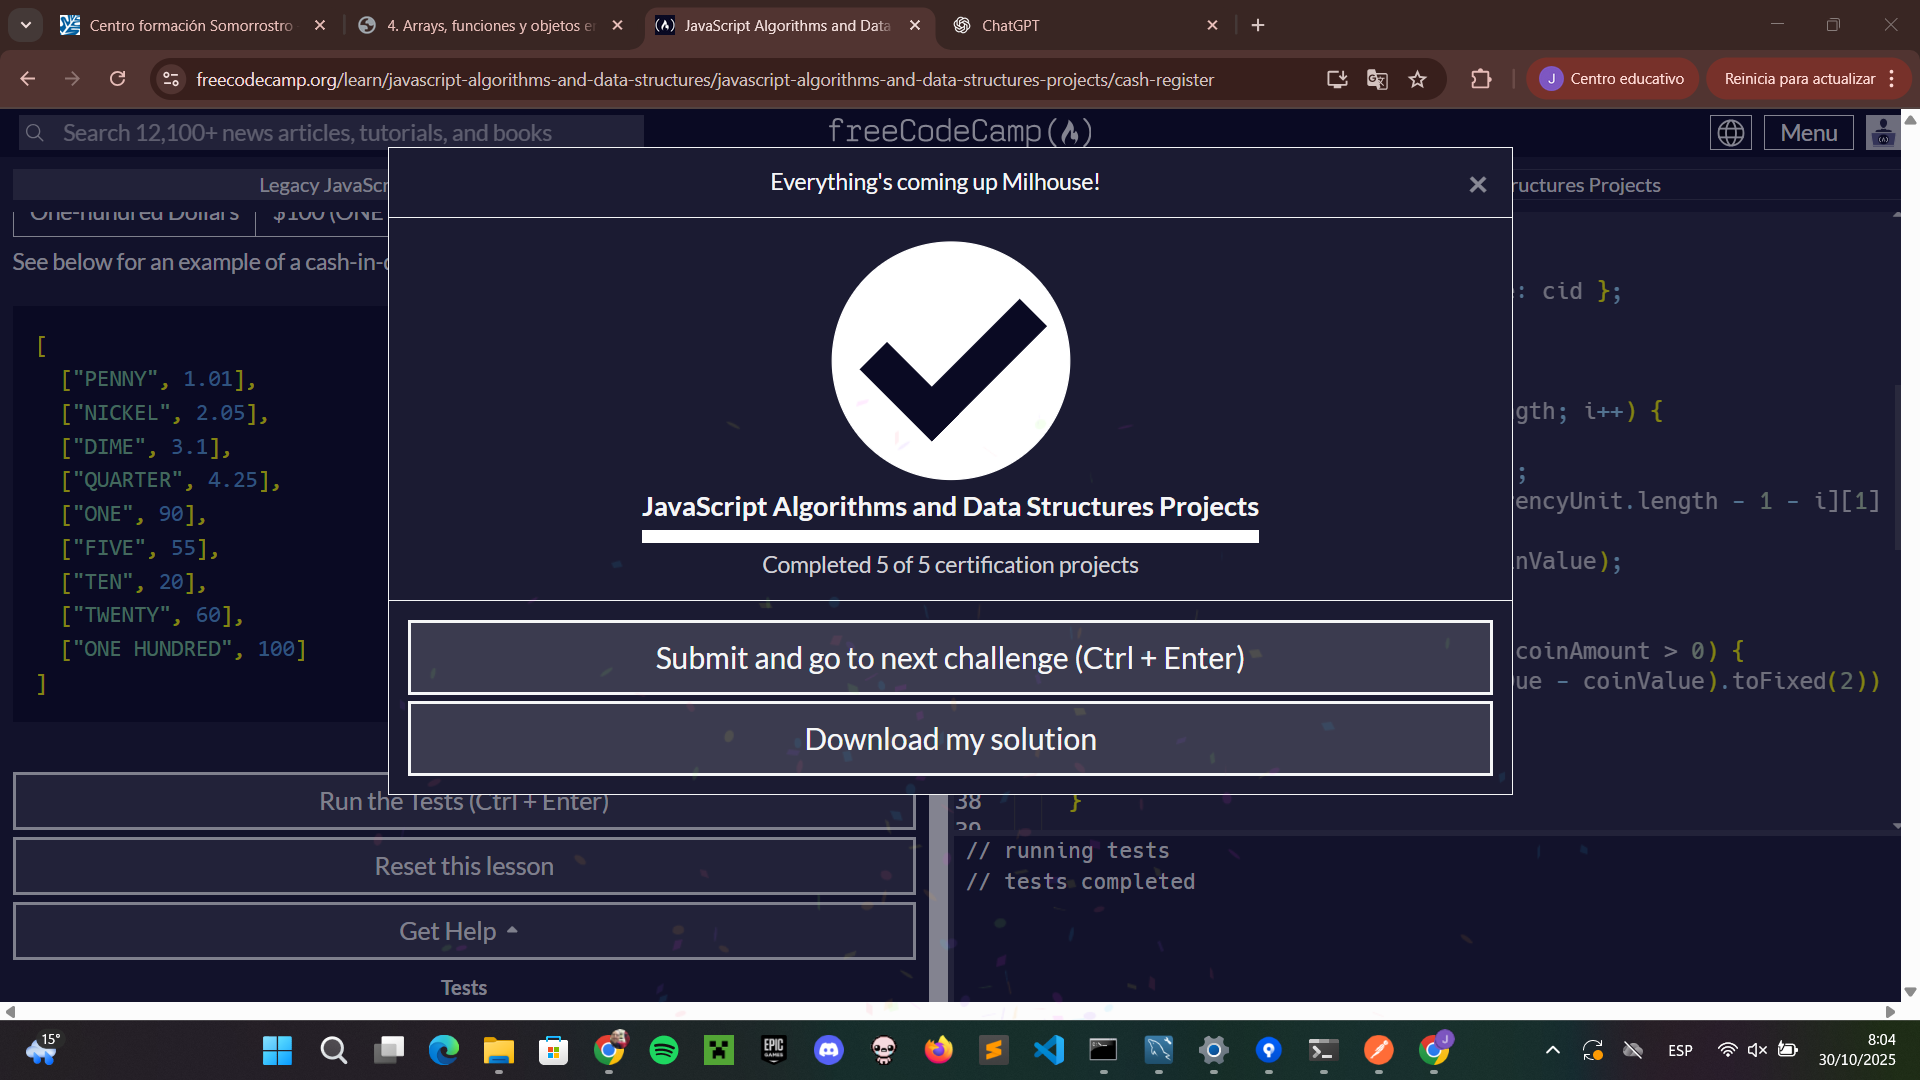 Centro formación Somorrostro
4. Arrays, funciones y objetos e
JavaScript Algorithms and Data
ChatGPT
freecodecamp.org/learn/javascript-algorithms-and-data-structures/javascript-algorithms-and-data-structures-projects/cash-register
J Centro educativo
Reinicia para actualizar
Search 12,100+ news articles, tutorials, and books
freeCodeCamp
Menu
Legacy JavaScr
ructures Projects
Everything's coming up Milhouse!
One-hundred Dollars
$100 (ONE
See below for an example of a cash-in-
[
["PENNY", 1.01],
["NICKEL", 2.05],
["DIME", 3.1],
["QUARTER", 4.25],
["ONE", 90],
["FIVE", 55],
["TEN", 20],
["TWENTY", 60],
["ONE HUNDRED", 100]
]
: cid };
gth; i++) {
;
encyUnit.length - 1 - i][1]
nValue);
coinAmount > 0) {
ue - coinValue).toFixed(2))
JavaScript Algorithms and Data Structures Projects
Completed 5 of 5 certification projects
Submit and go to next challenge (Ctrl + Enter)
Download my solution
Run the Tests (Ctrl + Enter)
Reset this lesson
Get Help
Tests
38 }
39
// running tests
// tests completed
15°
EPIC GAMES
J
ESP
8:04
30/10/2025